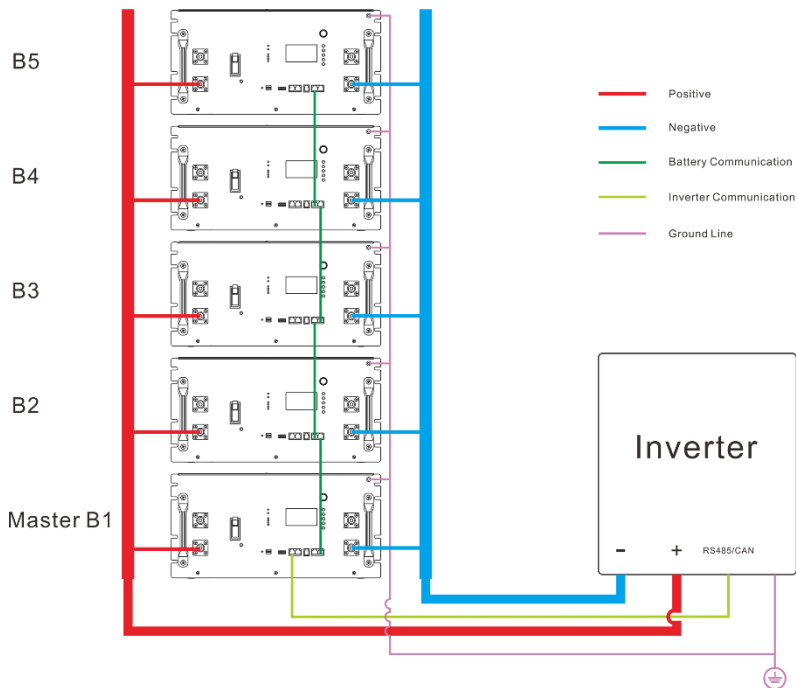 B5
B4
B3
B2
Master B1
Positive
Negative
Battery Communication
Inverter Communication
Ground Line
Inverter
- + RS485/CAN